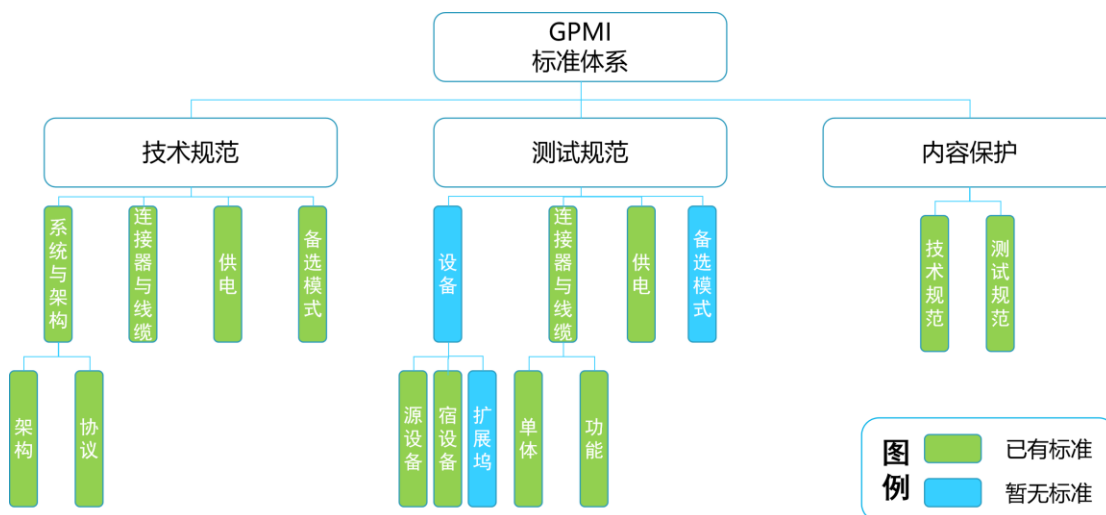 GPMI
标准体系
技术规范
测试规范
内容保护
系统与架构
连接器与线缆
供电
备选模式
设备
连接器与线缆
供电
备选模式
技术规范
测试规范
架构
协议
源设备
宿设备
扩展坞
单体
功能
图例
已有标准
暂无标准